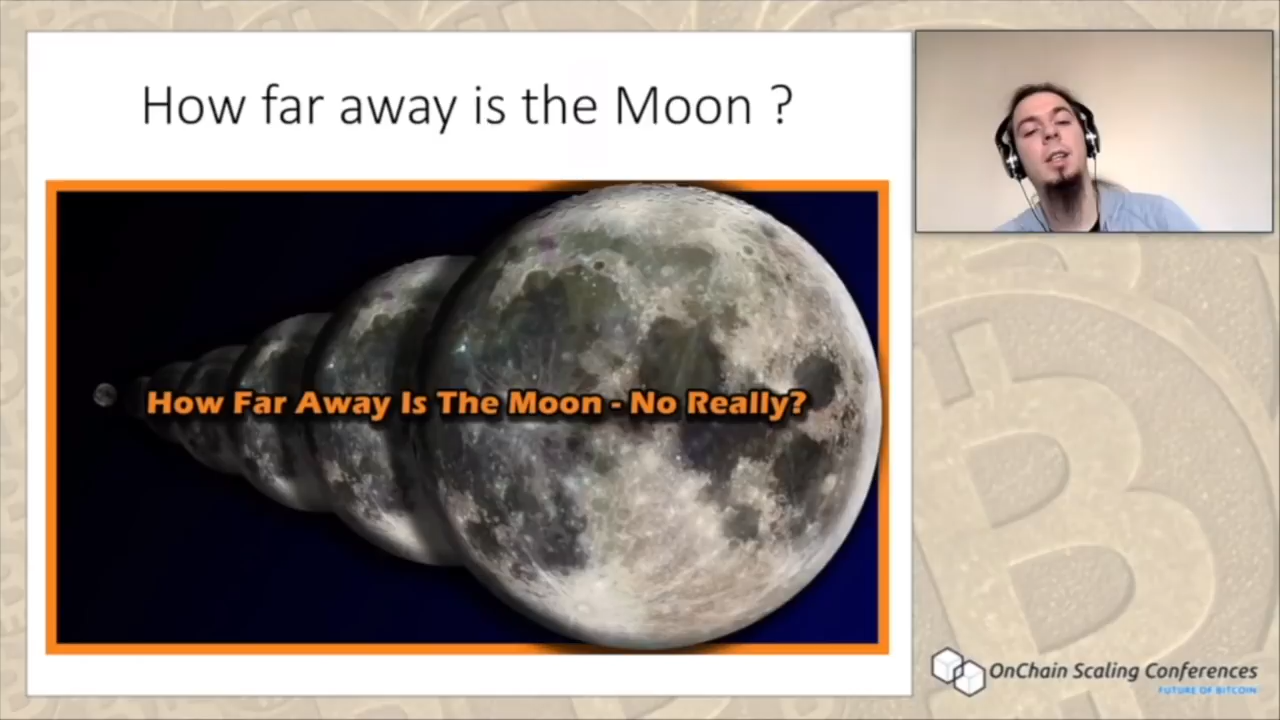 How far away is the Moon ?
How Far Away Is The Moon - No Really?
OnChain Scaling Conferences
FUTURE OF BITCOIN